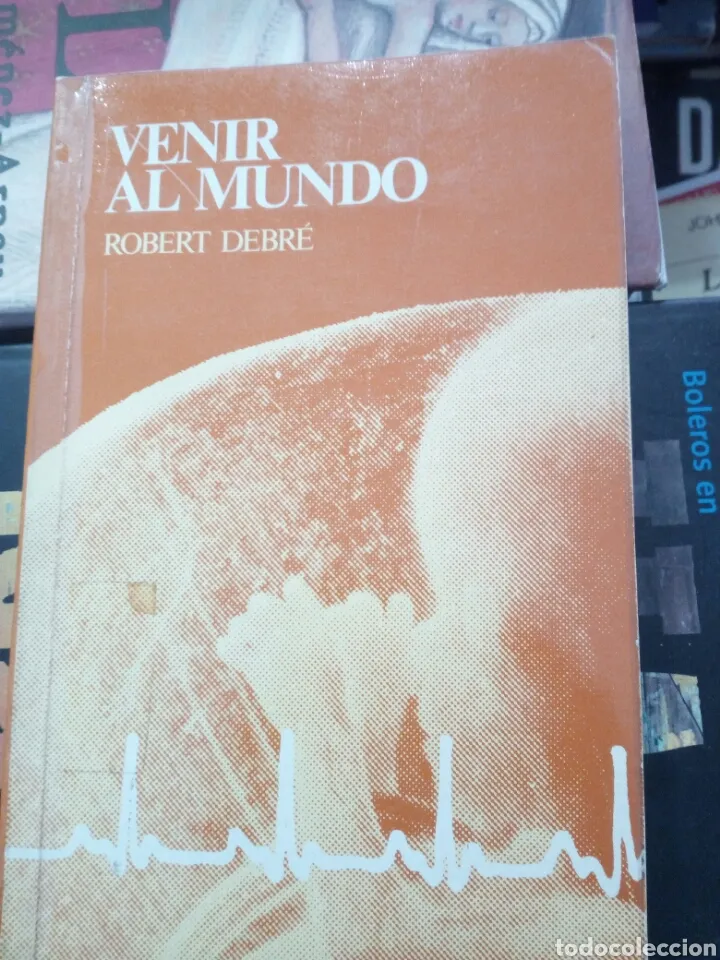 VENIR
AL MUNDO
ROBERT DEBRÉ
Boleros en
todocoleccion